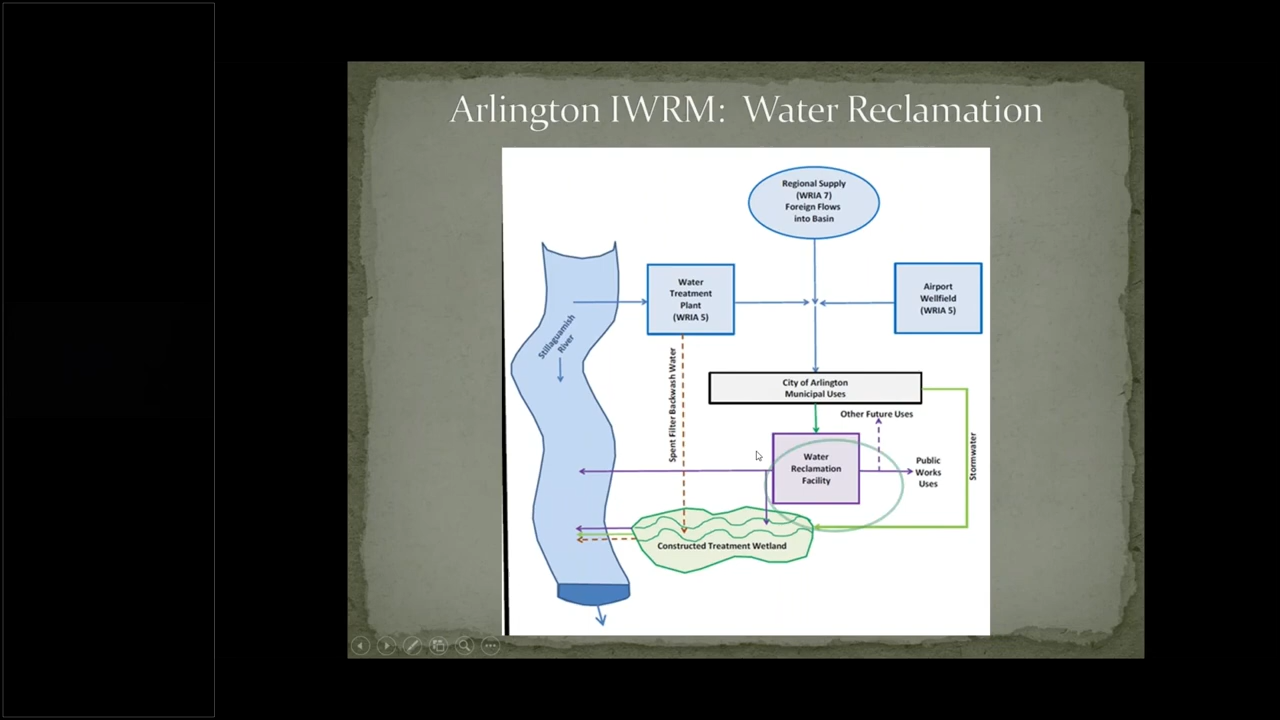 Arlington IWRM:  Water Reclamation
Regional Supply
(WRIA 7)
Foreign Flows
into Basin
Water
Treatment
Plant
(WRIA 5)
Airport
Wellfield
(WRIA 5)
Stillaguamish
River
Spent Filter Backwash Water
City of Arlington
Municipal Uses
Other Future Uses
Water
Reclamation
Facility
Public
Works
Uses
Stormwater
Constructed Treatment Wetland